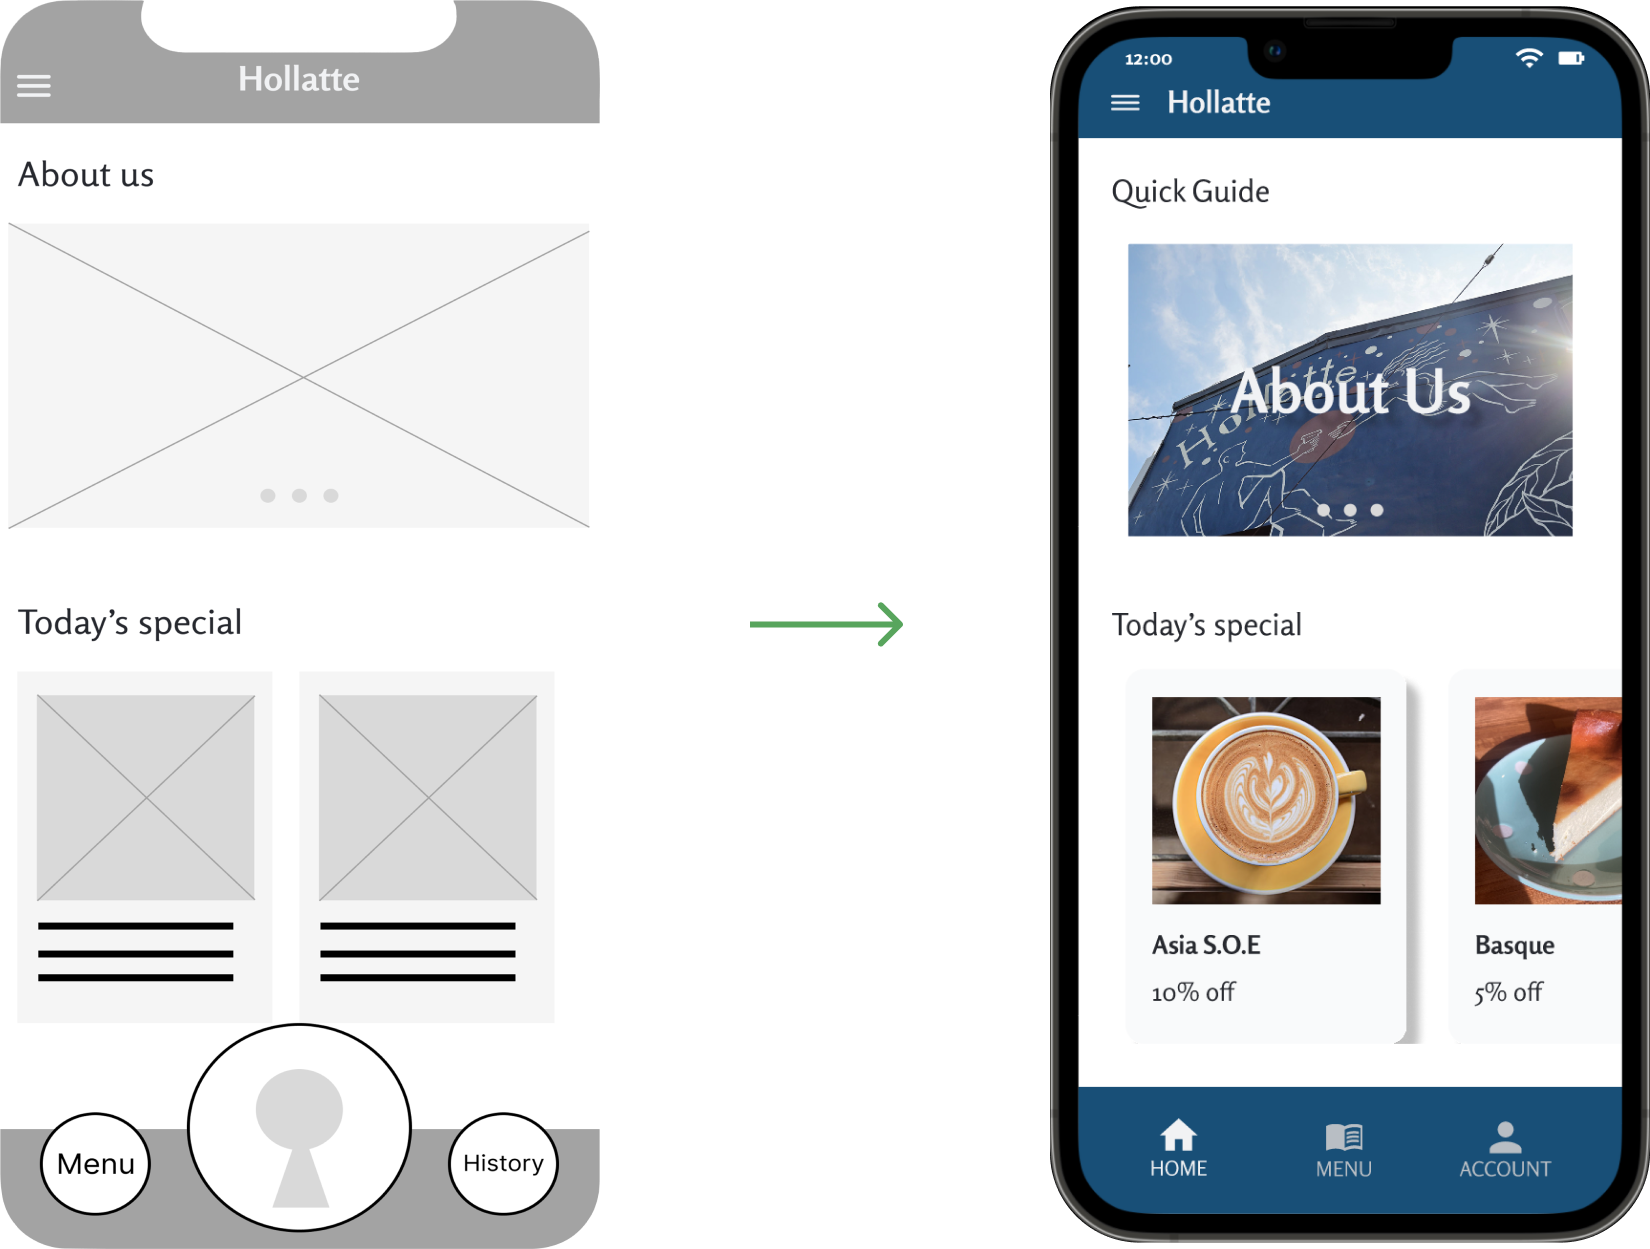 Hollatte
About us
Today's special
Menu
History
12:00
Hollatte
Quick Guide
Hollatte
About Us
Today's special
Asia S.O.E
10% off
Basque
5% off
HOME
MENU
ACCOUNT